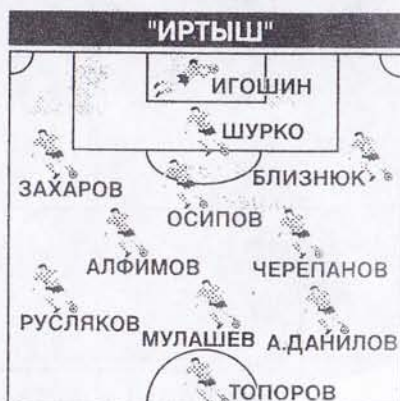 "ИРТЫШ"
ИГОШИН
ШУРКО
ЗАХАРОВ
БЛИЗНЮК
ОСИПОВ
АЛФИМОВ
ЧЕРЕПАНОВ
РУСЛЯКОВ
МУЛАШЕВ
А.ДАНИЛОВ
ТОПОРОВ